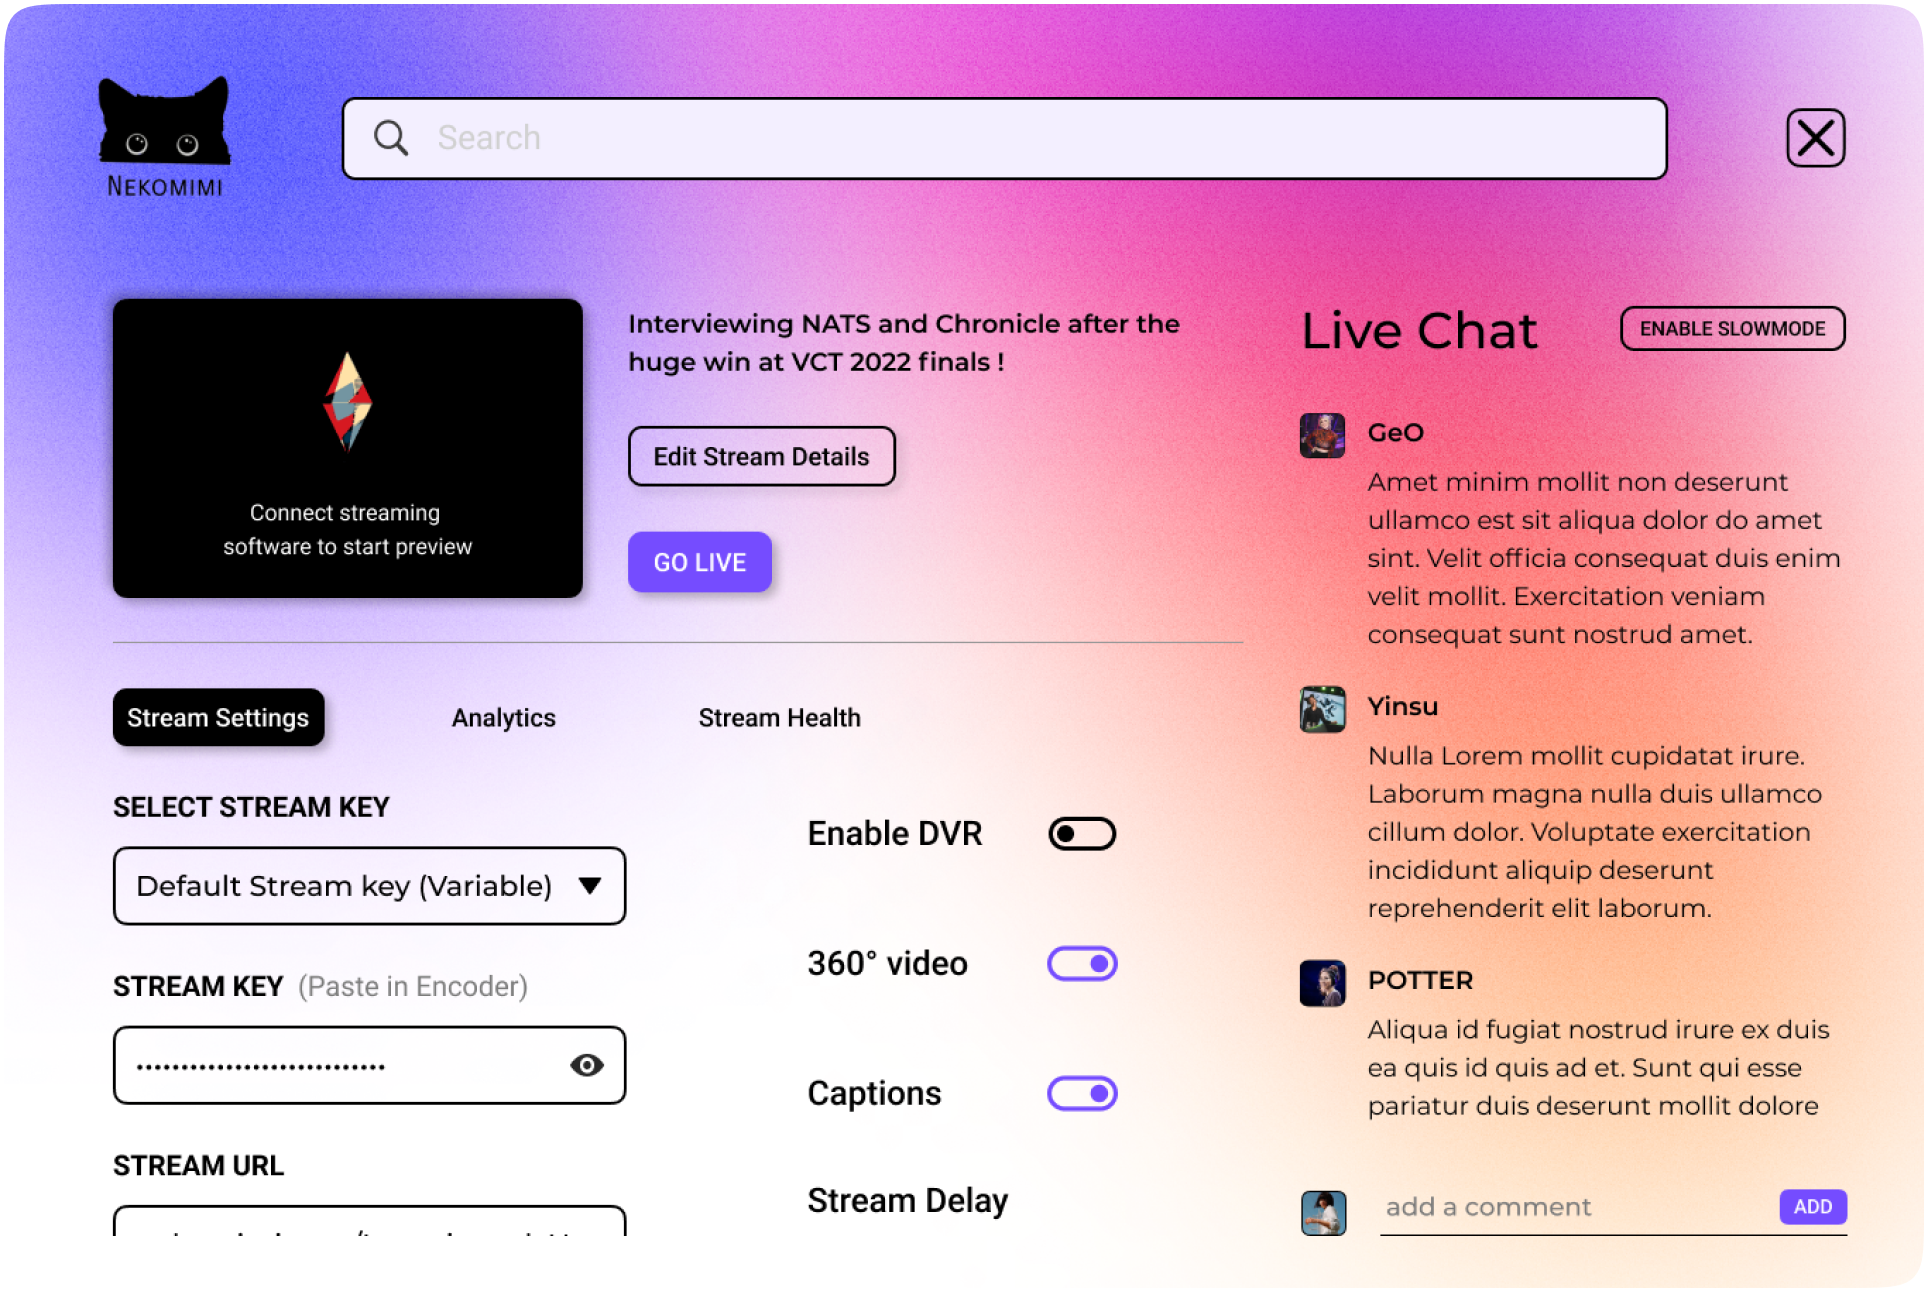 NEKOMIMI
Search
Interviewing NATS and Chronicle after the
huge win at VCT 2022 finals !
Edit Stream Details
GO LIVE
Connect streaming
software to start preview
Stream Settings
Analytics
Stream Health
SELECT STREAM KEY
Default Stream key (Variable)
STREAM KEY (Paste in Encoder)
STREAM URL
Enable DVR
360° video
Captions
Stream Delay
Live Chat
ENABLE SLOWMODE
GeO
Amet minim mollit non deserunt
ullamco est sit aliqua dolor do amet
sint. Velit officia consequat duis enim
velit mollit. Exercitation veniam
consequat sunt nostrud amet.
Yinsu
Nulla Lorem mollit cupidatat irure.
Laborum magna nulla duis ullamco
cillum dolor. Voluptate exercitation
incididunt aliquip deserunt
reprehenderit elit laborum.
POTTER
Aliqua id fugiat nostrud irure ex duis
ea quis id quis ad et. Sunt qui esse
pariatur duis deserunt mollit dolore
add a comment
ADD